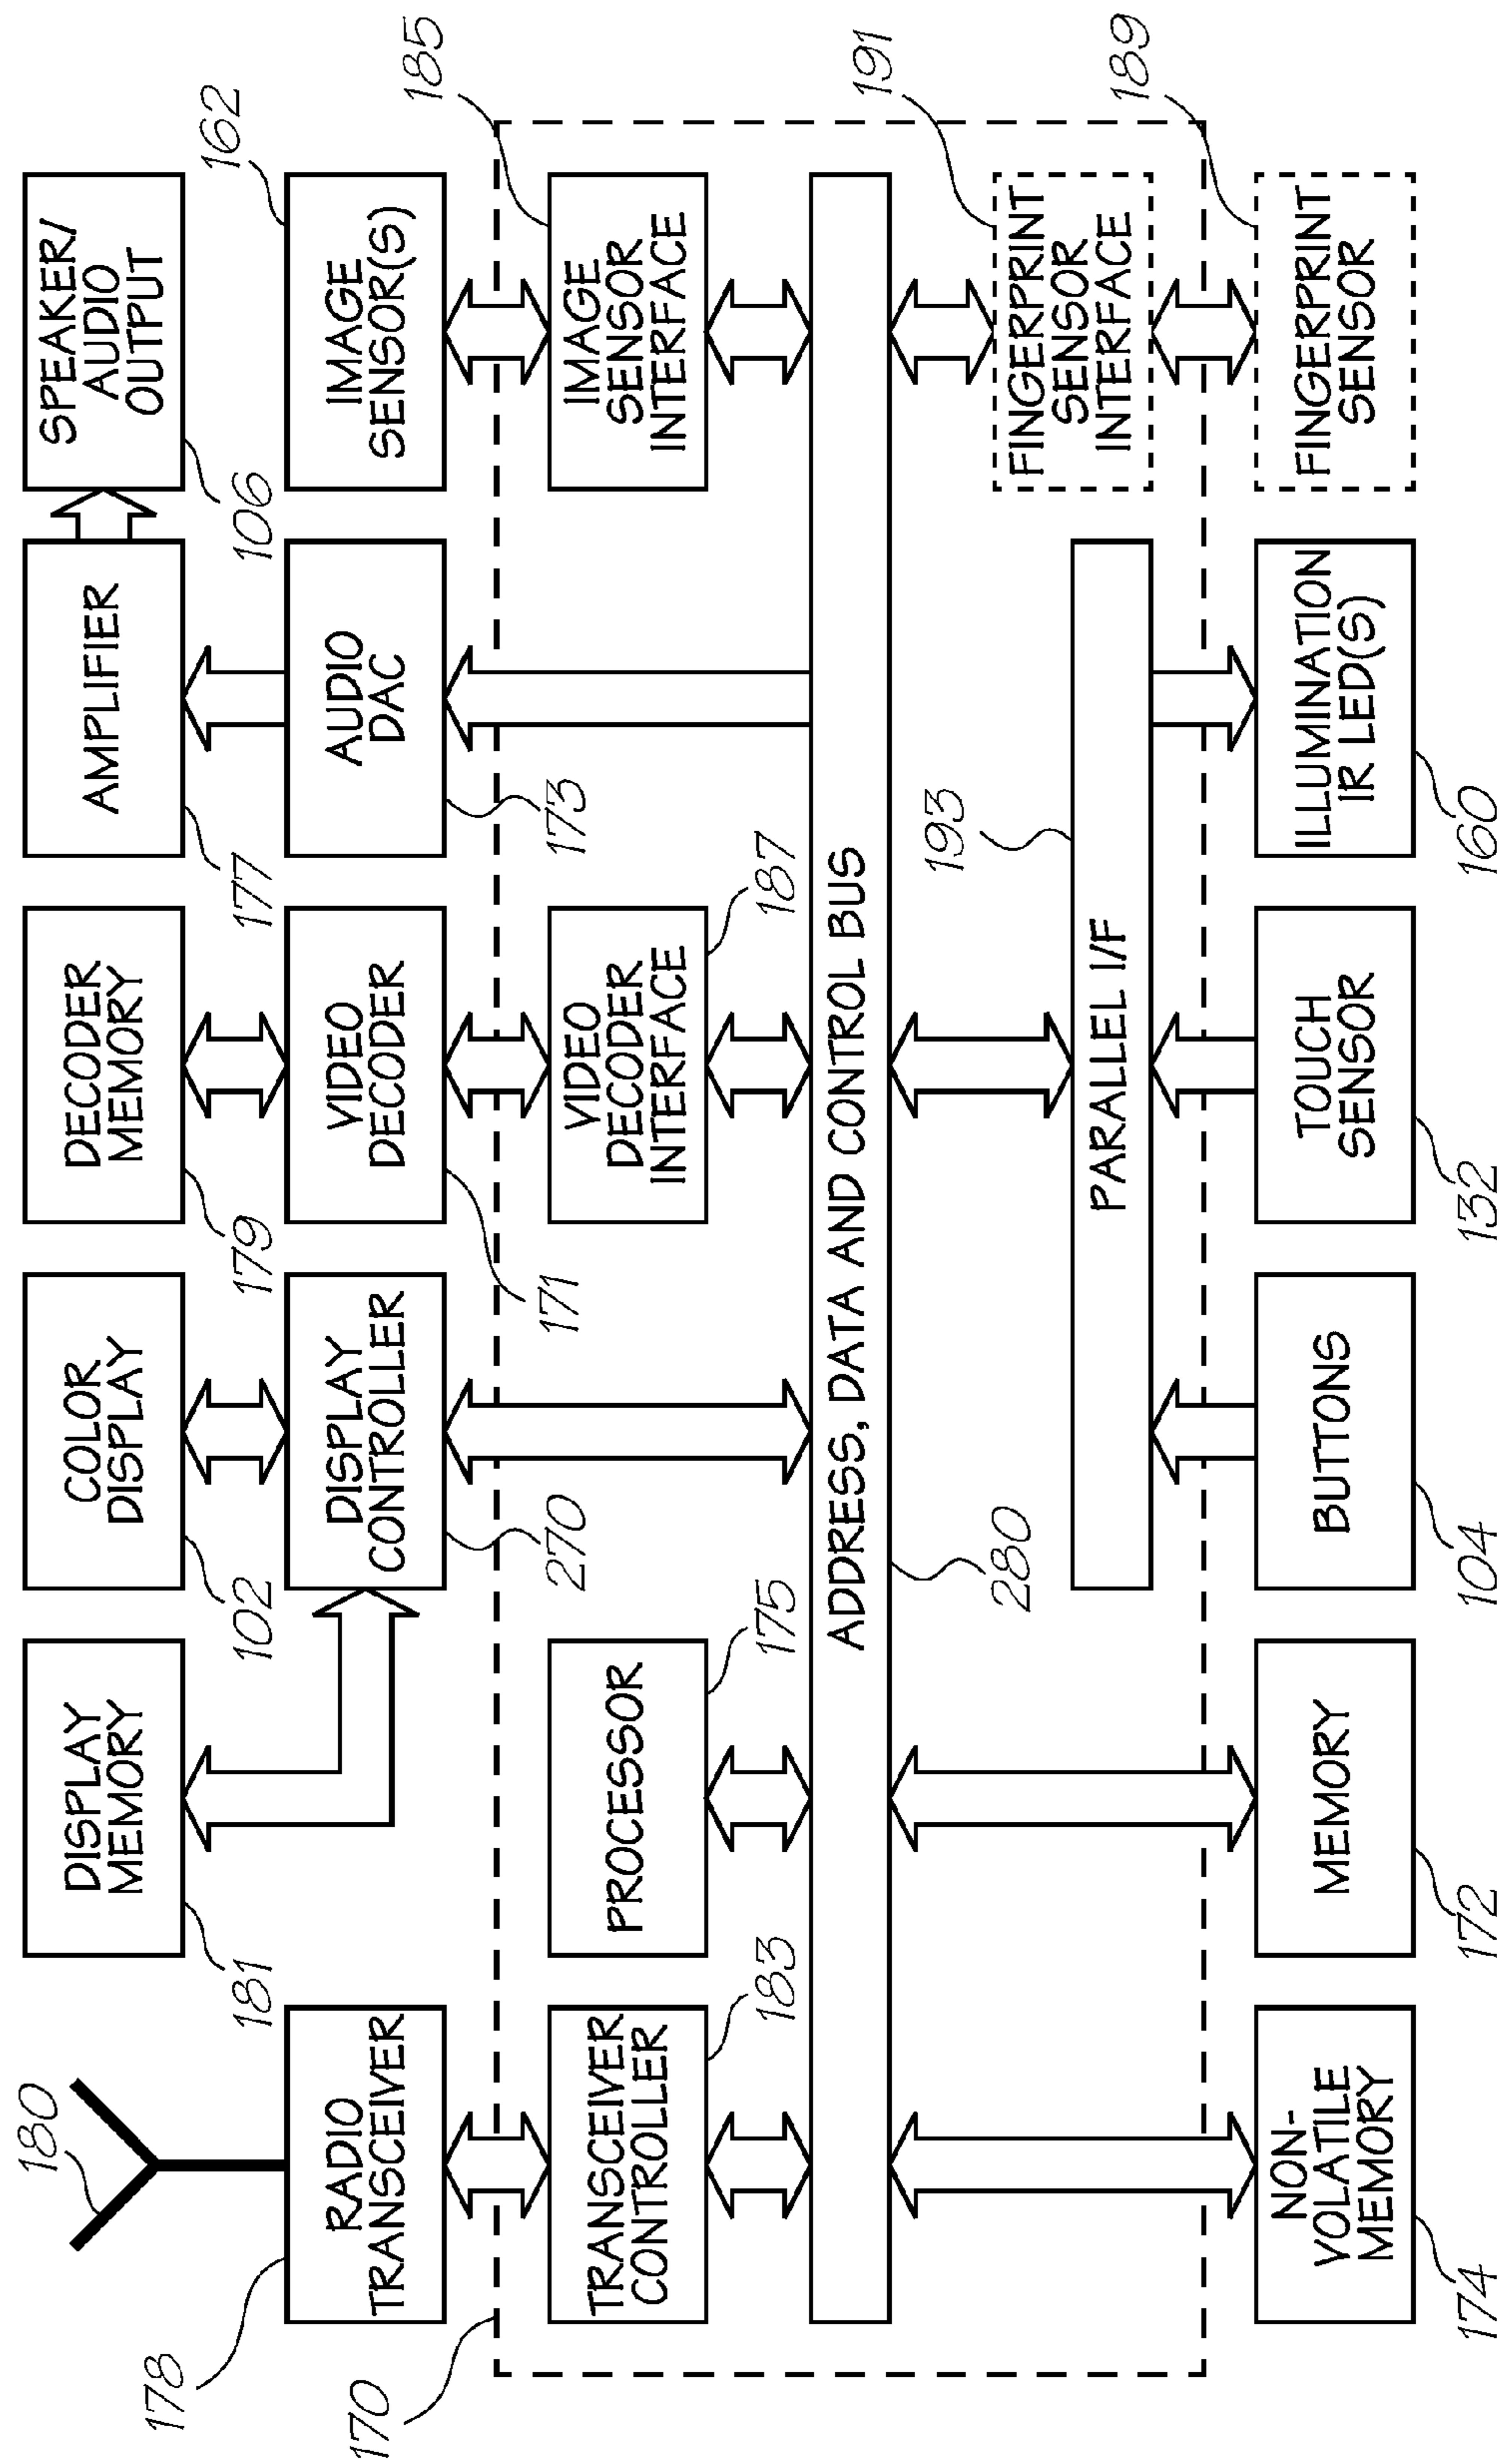 180
178
RADIO
TRANSCEIVER
DISPLAY
MEMORY
181
COLOR
DISPLAY
102
DECODER
MEMORY
179
AMPLIFIER
177
SPEAKER/
AUDIO
OUTPUT
106
DISPLAY
CONTROLLER
270
VIDEO
DECODER
171
AUDIO
DAC
173
IMAGE
SENSOR(S)
162
170
TRANSCEIVER
CONTROLLER
183
PROCESSOR
175
VIDEO
DECODER
INTERFACE
187
IMAGE
SENSOR
INTERFACE
185
ADDRESS, DATA AND CONTROL BUS
280
191
FINGERPRINT
SENSOR
INTERFACE
193
PARALLEL I/F
189
NON-
VOLATILE
MEMORY
174
MEMORY
172
BUTTONS
104
TOUCH
SENSOR
132
ILLUMINATION
IR LED(S)
160
FINGERPRINT
SENSOR